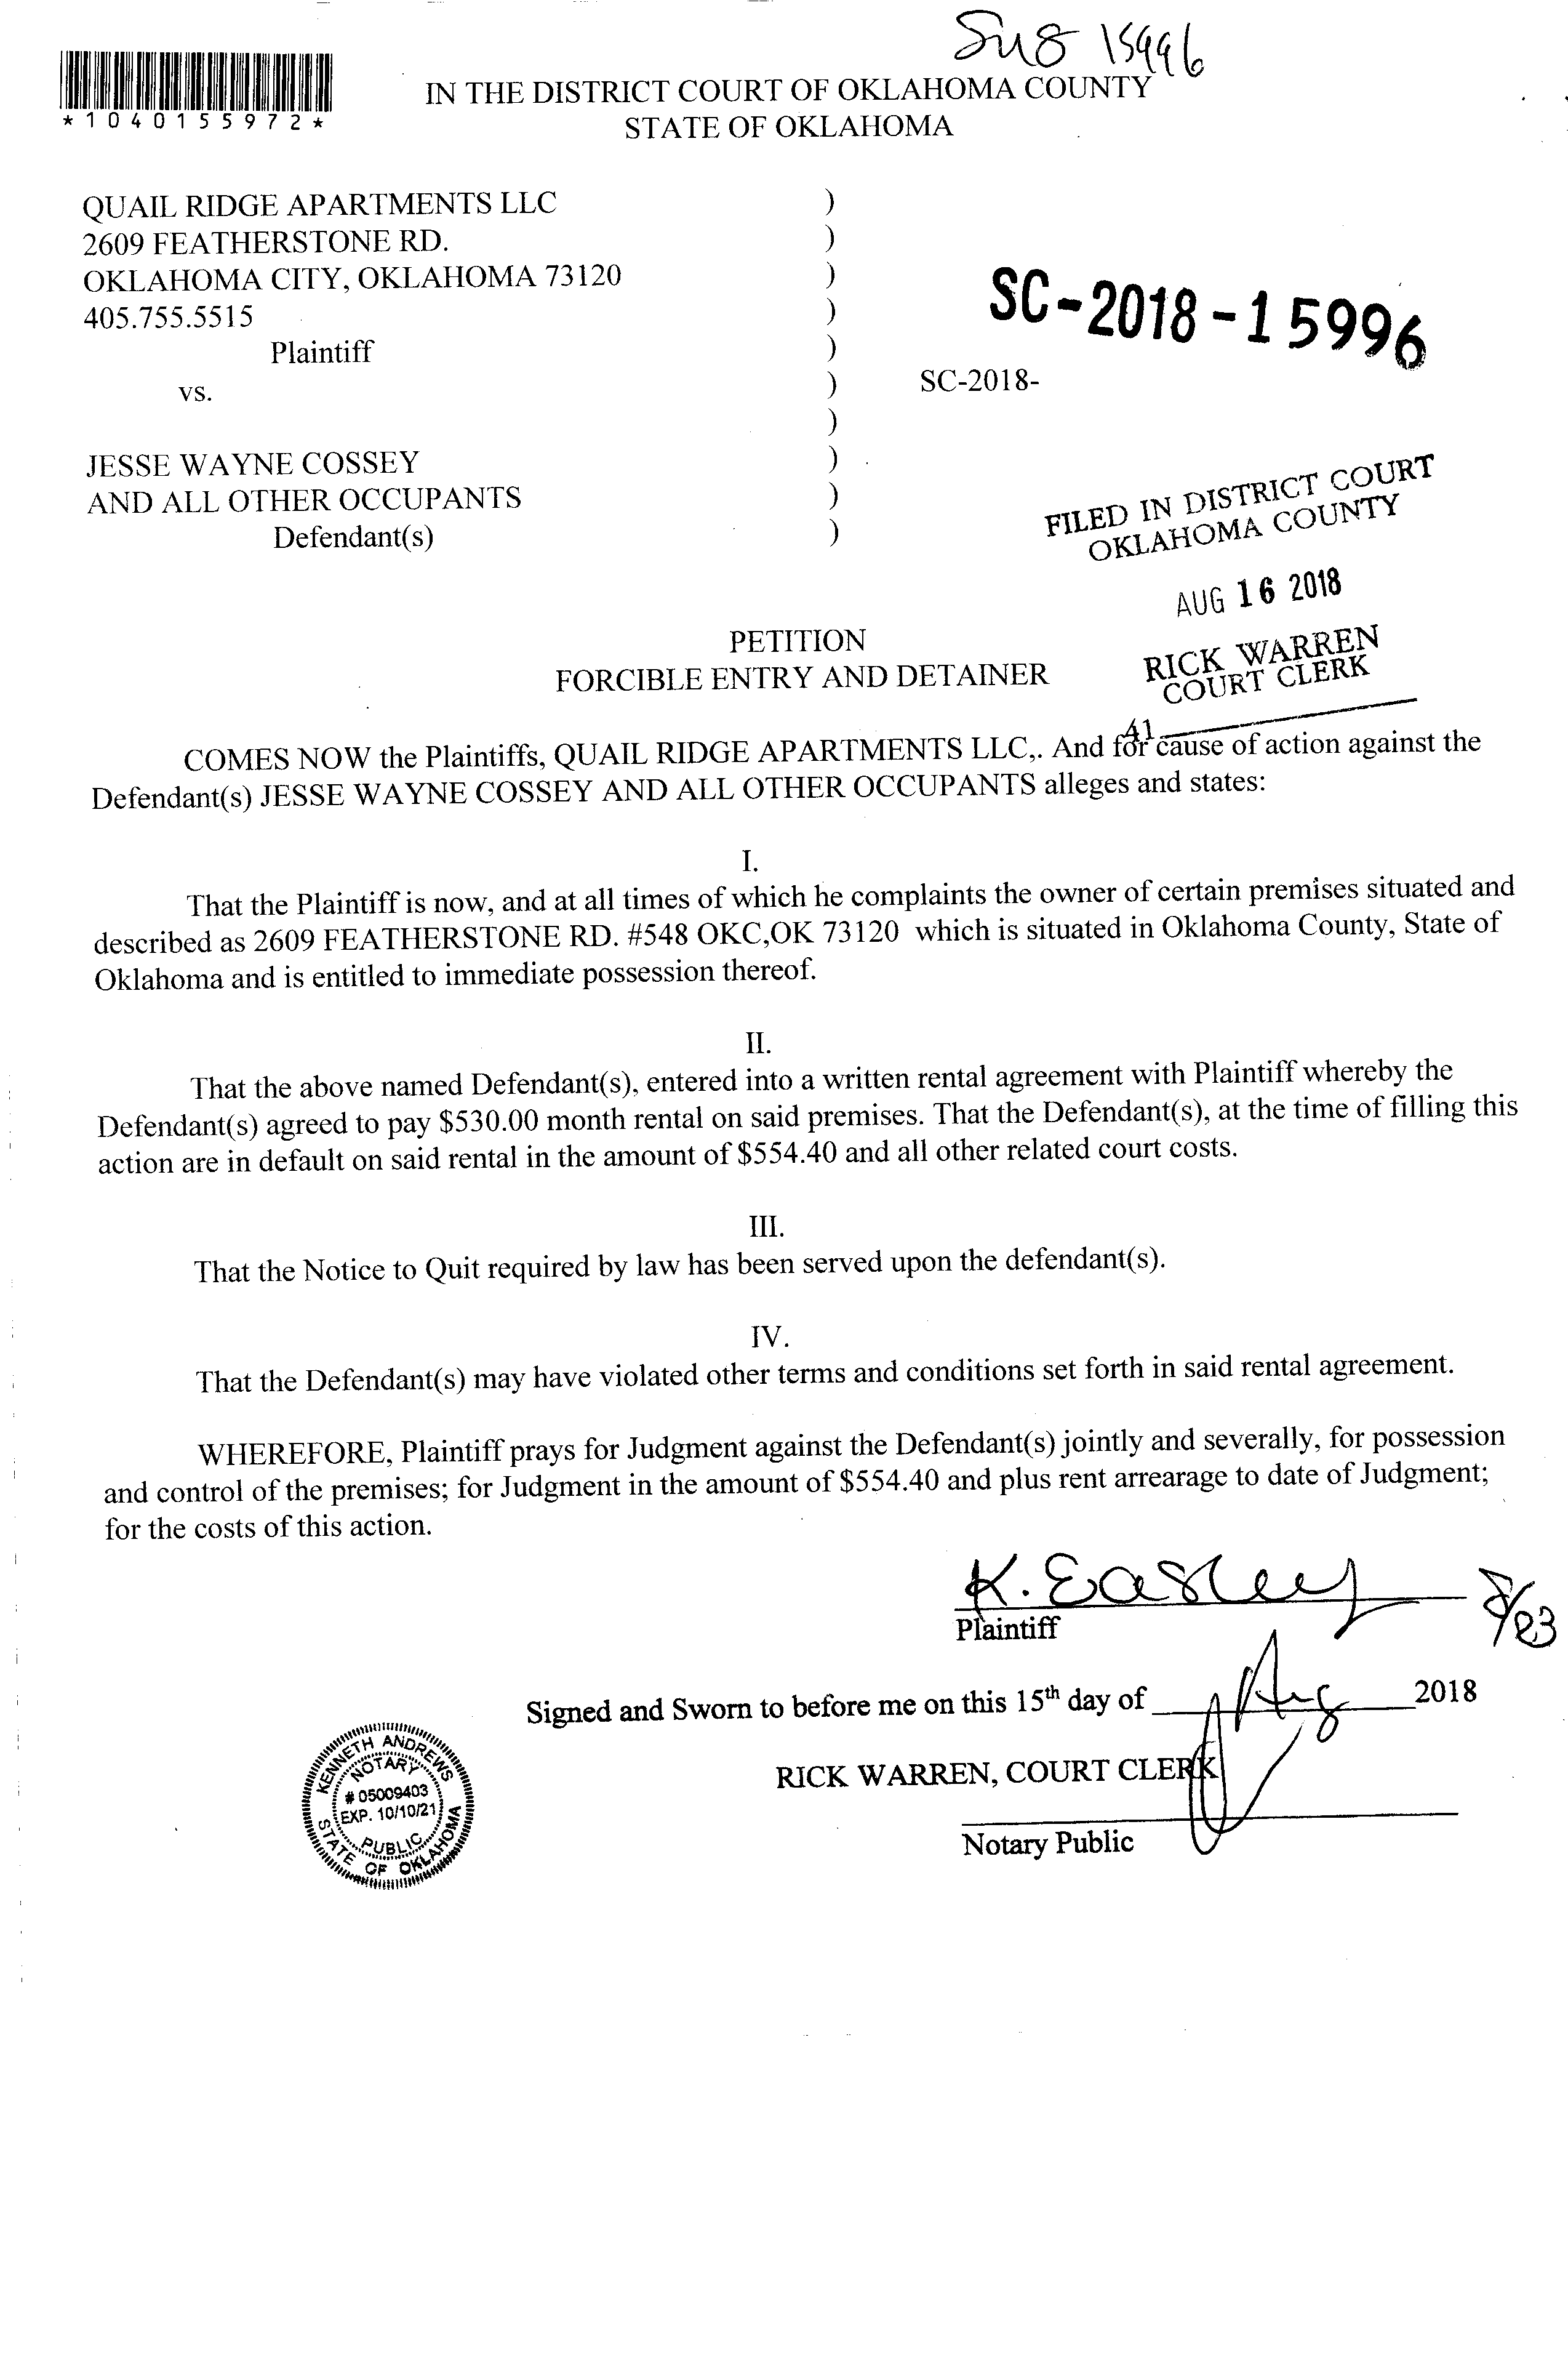 15996
*1040155972*
IN THE DISTRICT COURT OF OKLAHOMA COUNTY
STATE OF OKLAHOMA
QUAIL RIDGE APARTMENTS LLC )
2609 FEATHERSTONE RD. )
OKLAHOMA CITY, OKLAHOMA 73120 )
405.755.5515 )
SC-2018-15996
Plaintiff )
vs. ) SC-2018-
)
JESSE WAYNE COSSEY )
AND ALL OTHER OCCUPANTS )
Defendant(s) )
FILED IN DISTRICT COURT
OKLAHOMA COUNTY
AUG 16 2018
RICK WARREN
COURT CLERK
41
PETITION
FORCIBLE ENTRY AND DETAINER
COMES NOW the Plaintiffs, QUAIL RIDGE APARTMENTS LLC,. And for cause of action against the
Defendant(s) JESSE WAYNE COSSEY AND ALL OTHER OCCUPANTS alleges and states:
I.
That the Plaintiff is now, and at all times of which he complaints the owner of certain premises situated and
described as 2609 FEATHERSTONE RD. #548 OKC,OK 73120 which is situated in Oklahoma County, State of
Oklahoma and is entitled to immediate possession thereof.
II.
That the above named Defendant(s), entered into a written rental agreement with Plaintiff whereby the
Defendant(s) agreed to pay $530.00 month rental on said premises. That the Defendant(s), at the time of filling this
action are in default on said rental in the amount of $554.40 and all other related court costs.
III.
That the Notice to Quit required by law has been served upon the defendant(s).
IV.
That the Defendant(s) may have violated other terms and conditions set forth in said rental agreement.
WHEREFORE, Plaintiff prays for Judgment against the Defendant(s) jointly and severally, for possession
and control of the premises; for Judgment in the amount of $554.40 and plus rent arrearage to date of Judgment;
for the costs of this action.
K. Easley
Plaintiff
8/23
Signed and Sworn to before me on this 15th day of Aug 2018
RICK WARREN, COURT CLERK
Notary Public
KENNETH ANDREWS
NOTARY
# 05009403
EXP. 10/10/21
PUBLIC
STATE OF OKLAHOMA